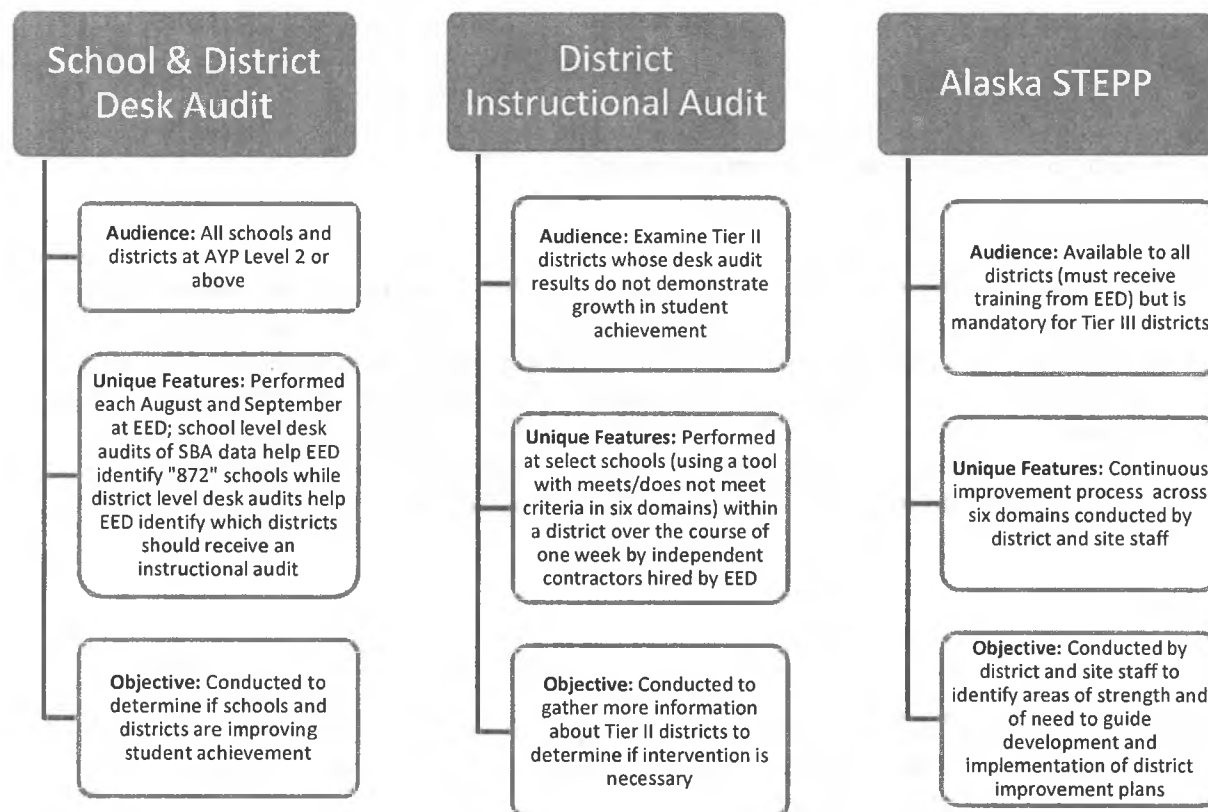 School & District
Desk Audit
Audience: All schools and
districts at AYP Level 2 or
above
Unique Features: Performed
each August and September
at EED; school level desk
audits of SBA data help EED
identify "872" schools while
district level desk audits help
EED identify which districts
should receive an
instructional audit
Objective: Conducted to
determine if schools and
districts are improving
student achievement
District
Instructional Audit
Audience: Examine Tier II
districts whose desk audit
results do not demonstrate
growth in student
achievement
Unique Features: Performed
at select schools (using a tool
with meets/does not meet
criteria in six domains) within
a district over the course of
one week by independent
contractors hired by EED
Objective: Conducted to
gather more information
about Tier II districts to
determine if intervention is
necessary
Alaska STEPP
Audience: Available to all
districts (must receive
training from EED) but is
mandatory for Tier III districts
Unique Features: Continuous
improvement process across
six domains conducted by
district and site staff
Objective: Conducted by
district and site staff to
identify areas of strength and
of need to guide
development and
implementation of district
improvement plans